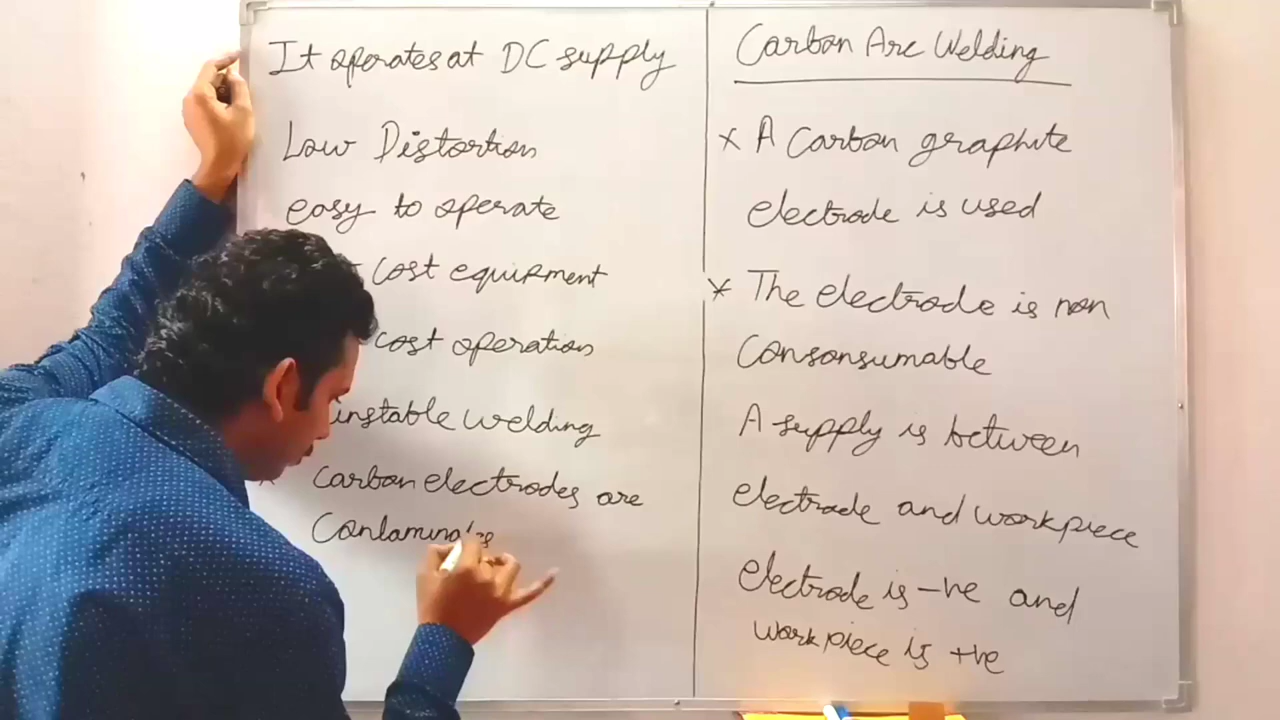 It operates at DC supply
Low Distortion
easy to operate
cost equipment
cost operation
unstable welding
carbon electrodes are
Carbon Arc Welding
* A Carbon graphite
electrode is used
* The electrode is non
Consonsumable
A supply is between
electrode and workpiece
electrode is -ve and
workpiece is +ve